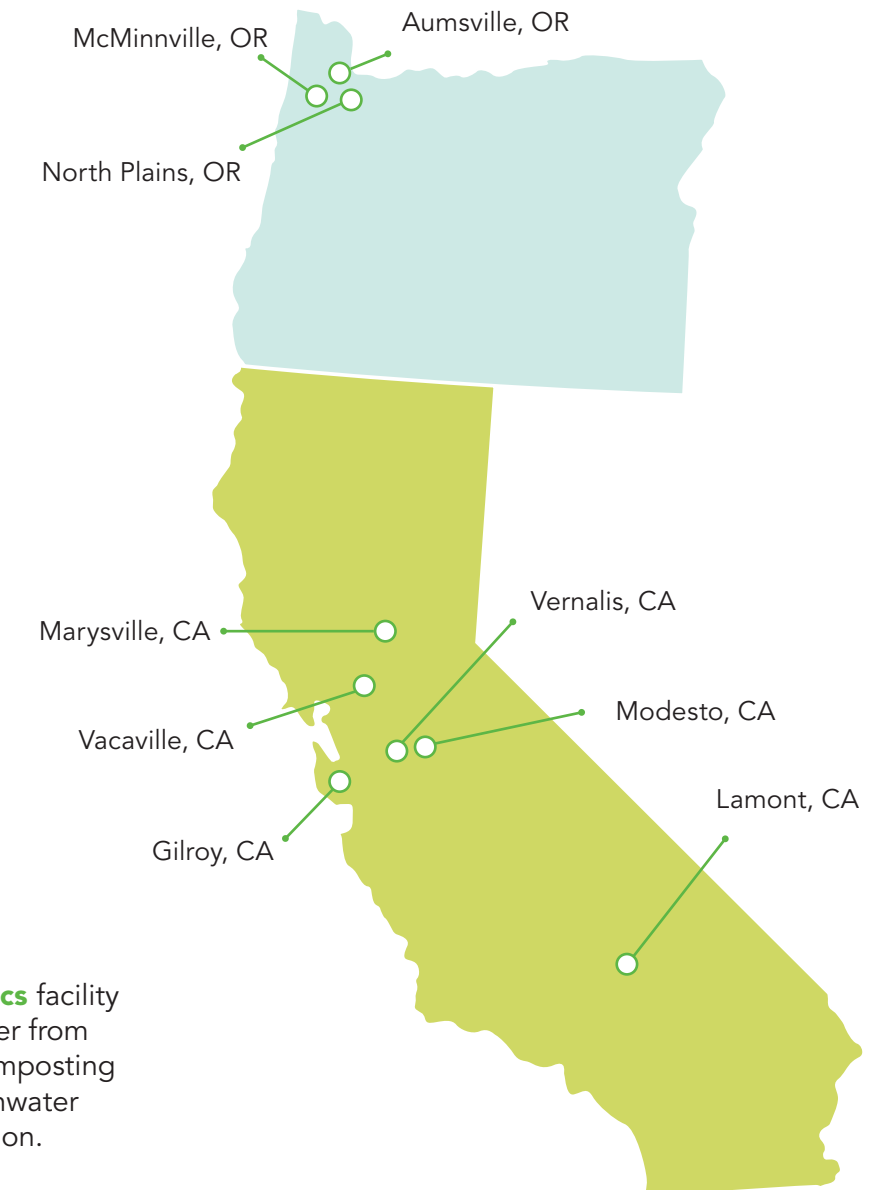 Aumsville, OR
McMinnville, OR
North Plains, OR
Vernalis, CA
Marysville, CA
Modesto, CA
Vacaville, CA
Lamont, CA
Gilroy, CA
cs facility
er from
mposting
water
on.